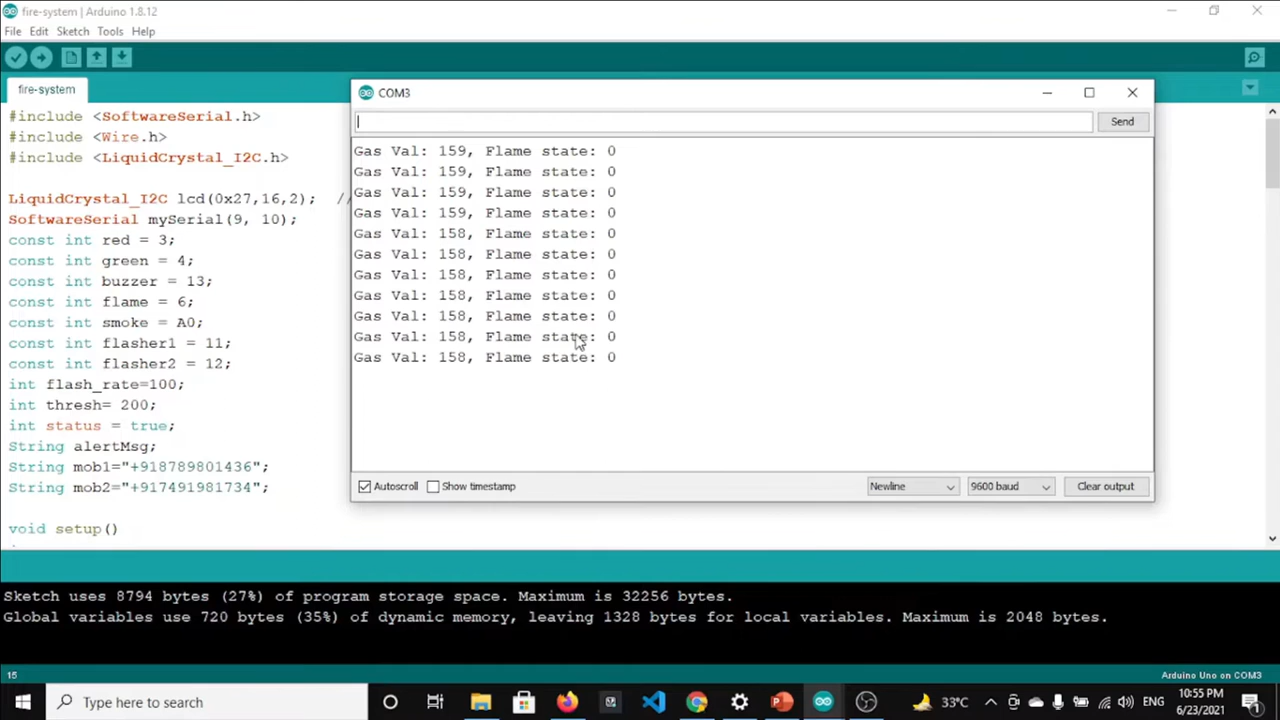 fire-system | Arduino 1.8.12
File Edit Sketch Tools Help
fire-system
#include <SoftwareSerial.h>
#include <Wire.h>
#include <LiquidCrystal_I2C.h>
LiquidCrystal_I2C lcd(0x27,16,2); //
SoftwareSerial mySerial(9, 10);
const int red = 3;
const int green = 4;
const int buzzer = 13;
const int flame = 6;
const int smoke = A0;
const int flasher1 = 11;
const int flasher2 = 12;
int flash_rate=100;
int thresh= 200;
int status = true;
String alertMsg;
String mob1="+918789801436";
String mob2="+917491981734";
void setup()
COM3
Send
Gas Val: 159, Flame state: 0
Gas Val: 159, Flame state: 0
Gas Val: 159, Flame state: 0
Gas Val: 159, Flame state: 0
Gas Val: 158, Flame state: 0
Gas Val: 158, Flame state: 0
Gas Val: 158, Flame state: 0
Gas Val: 158, Flame state: 0
Gas Val: 158, Flame state: 0
Gas Val: 158, Flame state: 0
Gas Val: 158, Flame state: 0
Autoscroll Show timestamp Newline 9600 baud Clear output
Sketch uses 8794 bytes (27%) of program storage space. Maximum is 32256 bytes.
Global variables use 720 bytes (35%) of dynamic memory, leaving 1328 bytes for local variables. Maximum is 2048 bytes.
15 Arduino Uno on COM3
Type here to search 33°C ENG 10:55 PM
6/23/2021